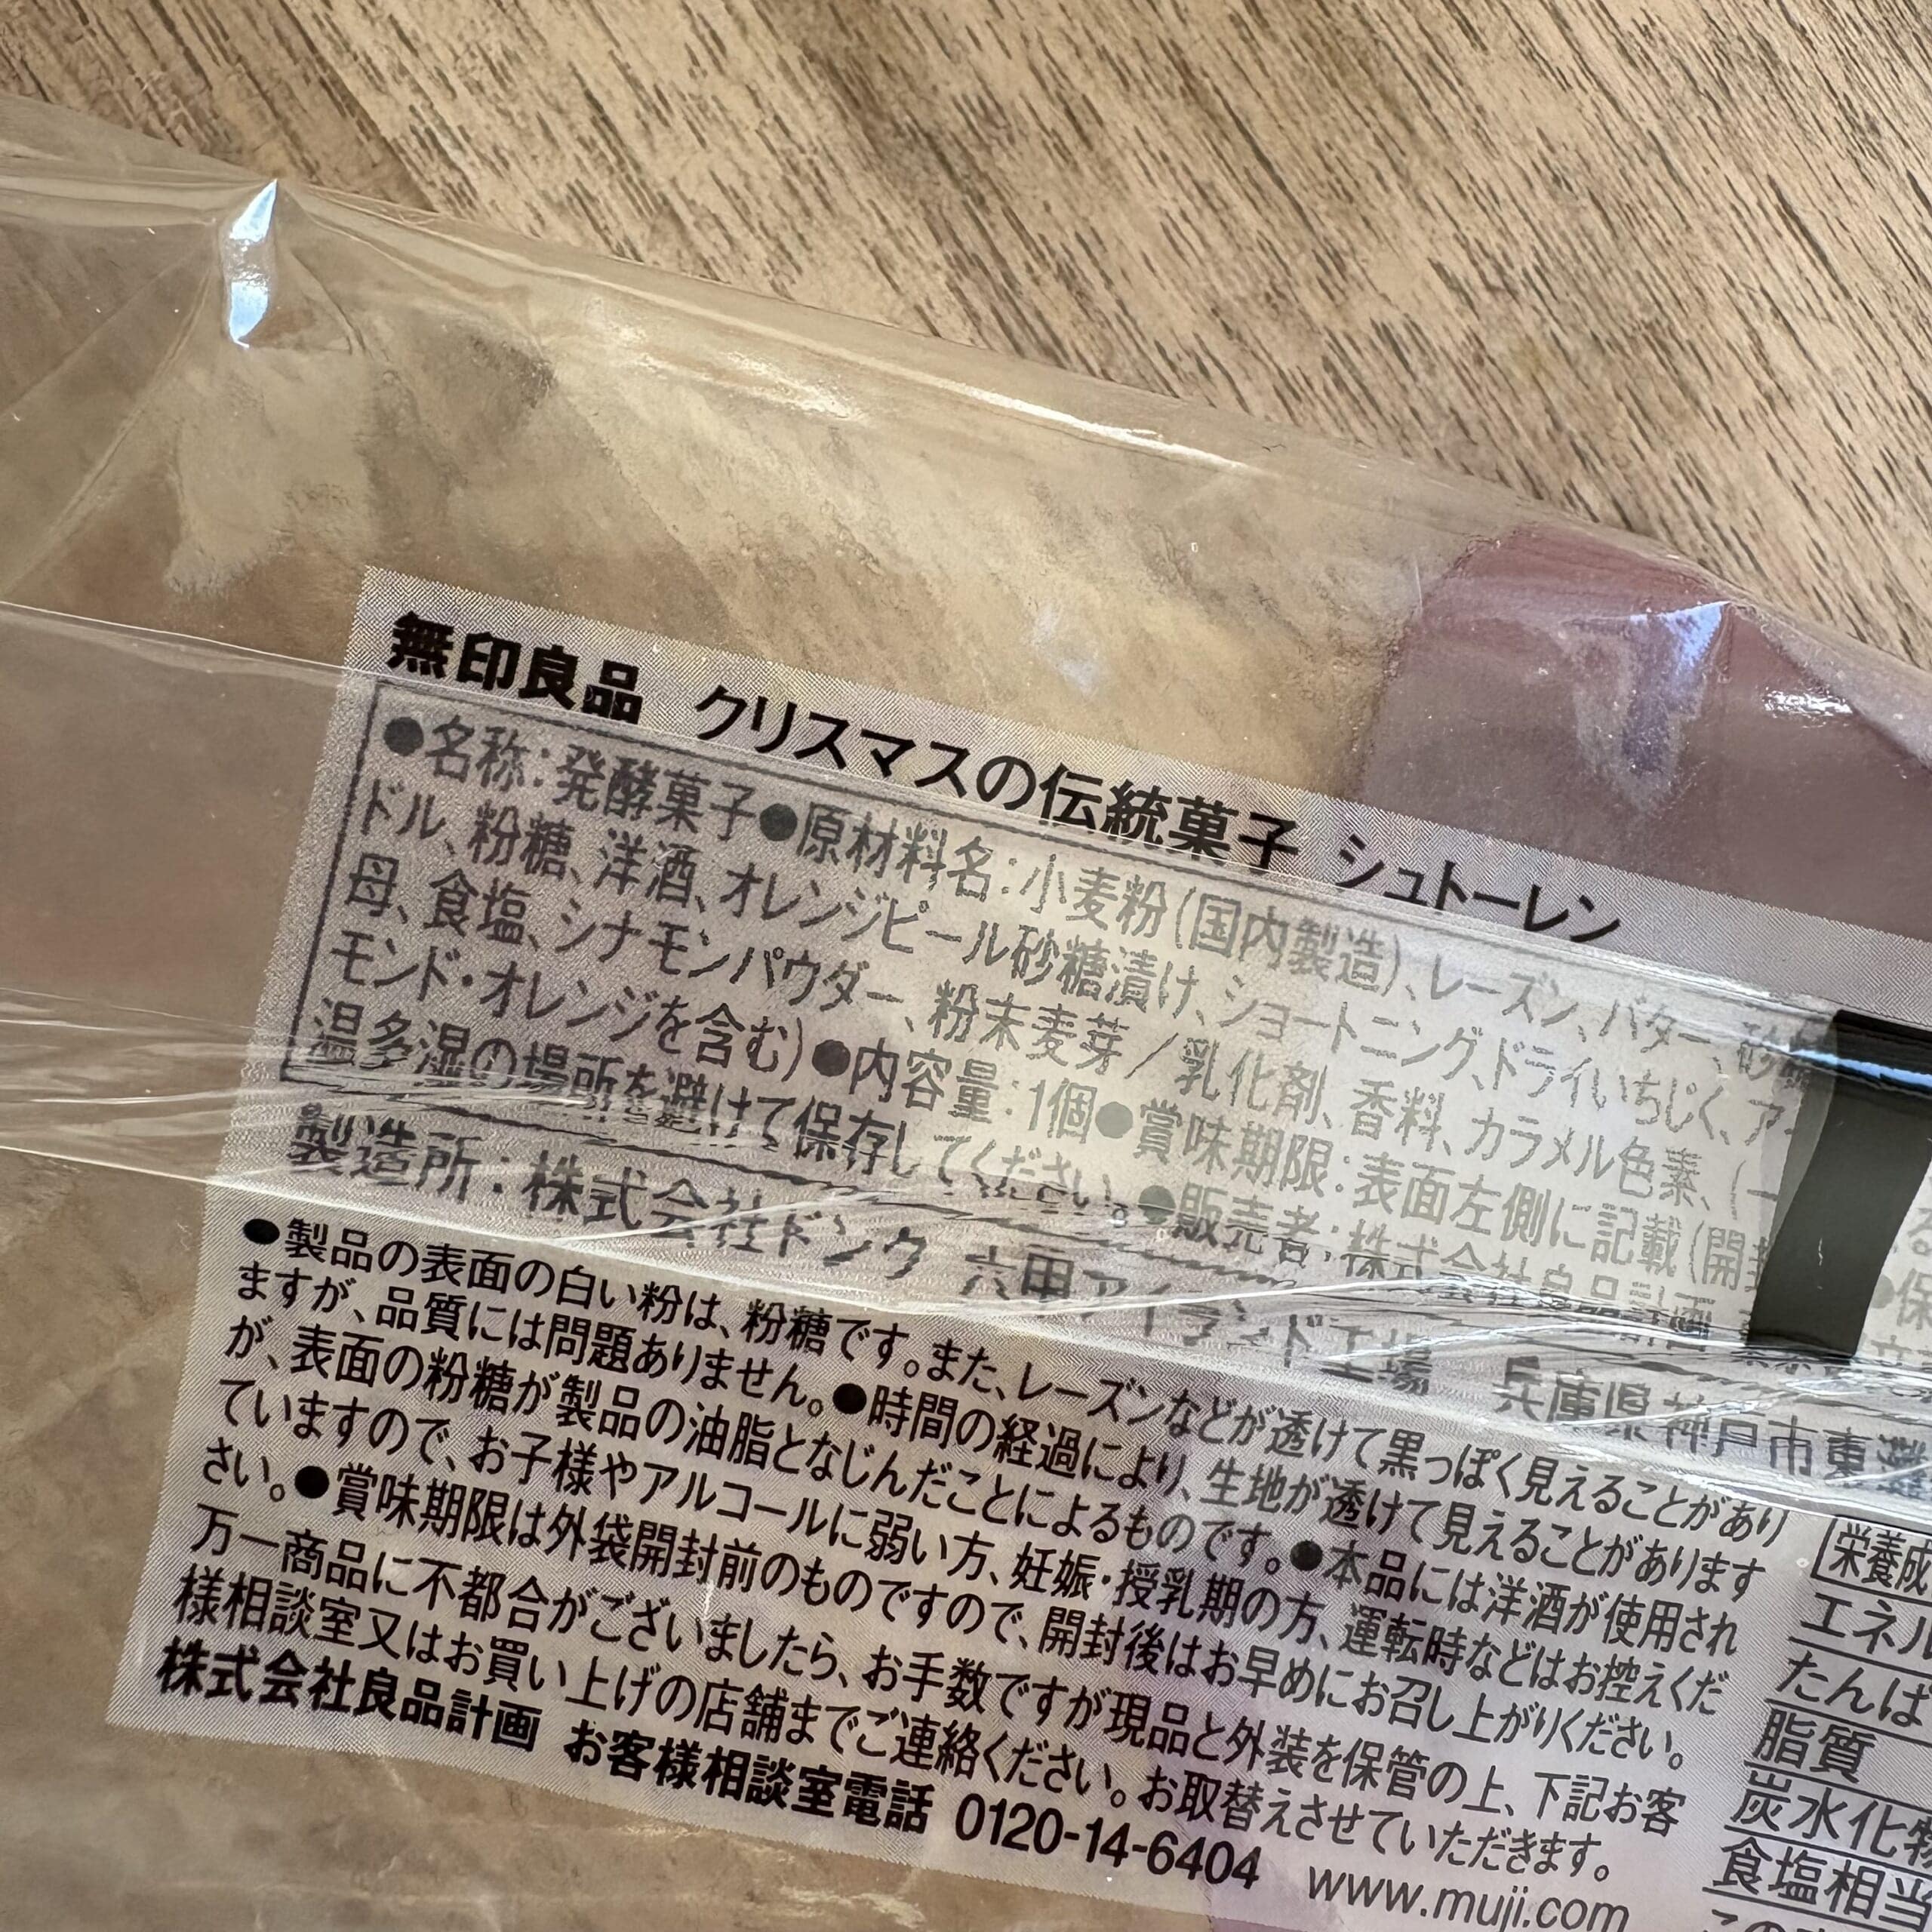 無印良品 クリスマスの伝統菓子 シュトーレン
●名称:発酵菓子●原材料名:小麦粉(国内製造)、レーズン、バター、砂糖
ドル、粉糖、洋酒、オレンジピール砂糖漬け、ショートニング、ドライいちじく、アー
母、食塩、シナモンパウダー、粉末麦芽/乳化剤、香料、カラメル色素、(一
モンド・オレンジを含む)●内容量:1個●賞味期限:表面左側に記載(開封
温多湿の場所を避けて保存してください。●販売者:株式会社良品計画
製造所:株式会社ドンク 六甲アイランド工場 兵庫県神戸市東灘
●製品の表面の白い粉は、粉糖です。また、レーズンなどが透けて黒っぽく見えることがあり
ますが、品質には問題ありません。●時間の経過により、生地が透けて見えることがあります
が、表面の粉糖が製品の油脂となじんだことによるものです。●本品には洋酒が使用され
ていますので、お子様やアルコールに弱い方、妊娠・授乳期の方、運転時などはお控えくだ
さい。●賞味期限は外袋開封前のものですので、開封後はお早めにお召し上がりください。
万一商品に不都合がございましたら、お手数ですが現品と外装を保管の上、下記お客
様相談室又はお買い上げの店舗までご連絡ください。お取替えさせていただきます。
株式会社良品計画 お客様相談室電話 0120-14-6404 www.muji.com
栄養成
エネル
たんぱ
脂質
炭水化物
食塩相当
この